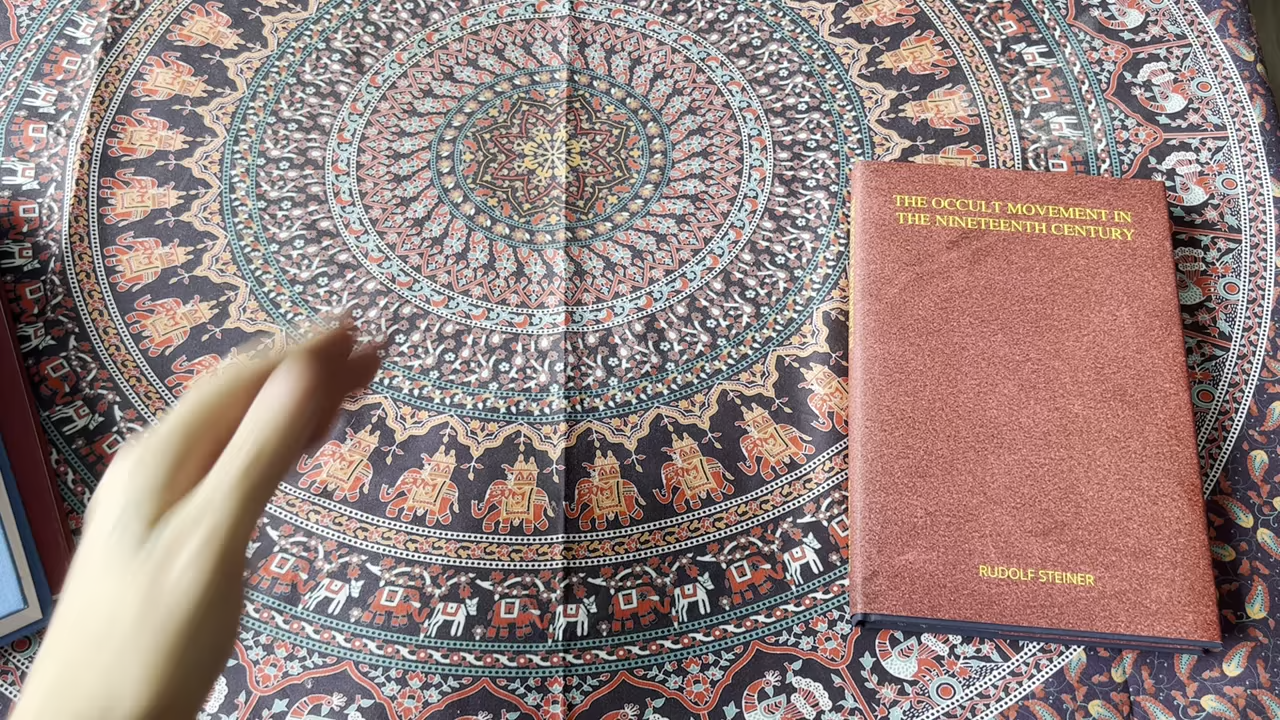 THE OCCULT MOVEMENT IN
THE NINETEENTH CENTURY
RUDOLF STEINER